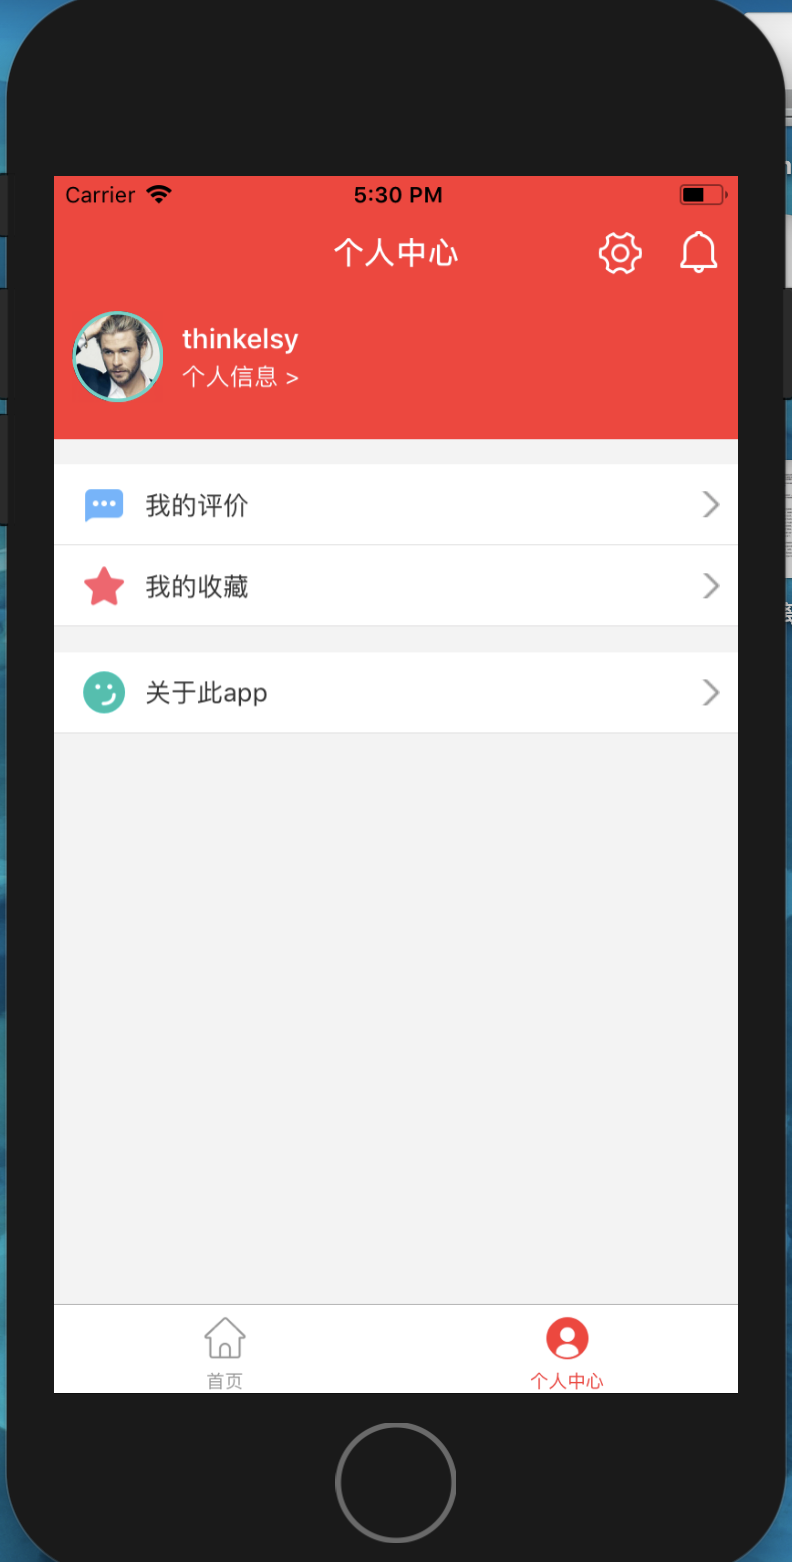 Carrier 5:30 PM
个人中心
thinkelsy
个人信息 >
我的评价
我的收藏
关于此app
首页 个人中心